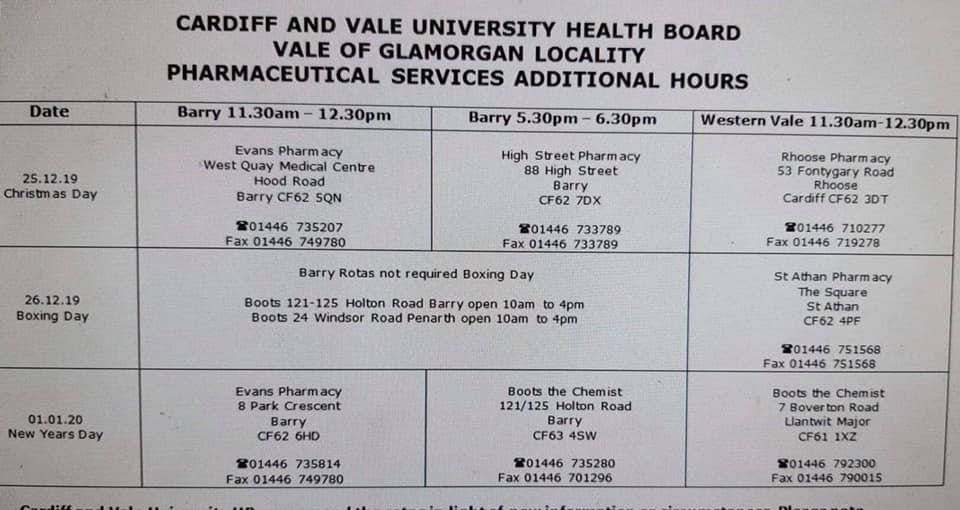 CARDIFF AND VALE UNIVERSITY HEALTH BOARD
VALE OF GLAMORGAN LOCALITY
PHARMACEUTICAL SERVICES ADDITIONAL HOURS
Date
Barry 11.30am – 12.30pm
Barry 5.30pm – 6.30pm
Western Vale 11.30am-12.30pm
25.12.19
Christmas Day
Evans Pharmacy
West Quay Medical Centre
Hood Road
Barry CF62 5QN
☎01446 735207
Fax 01446 749780
High Street Pharmacy
88 High Street
Barry
CF62 7DX
☎01446 733789
Fax 01446 733789
Rhoose Pharmacy
53 Fontygary Road
Rhoose
Cardiff CF62 3DT
☎01446 710277
Fax 01446 719278
26.12.19
Boxing Day
Barry Rotas not required Boxing Day
Boots 121-125 Holton Road Barry open 10am to 4pm
Boots 24 Windsor Road Penarth open 10am to 4pm
St Athan Pharmacy
The Square
St Athan
CF62 4PF
☎01446 751568
Fax 01446 751568
01.01.20
New Years Day
Evans Pharmacy
8 Park Crescent
Barry
CF62 6HD
☎01446 735814
Fax 01446 749780
Boots the Chemist
121/125 Holton Road
Barry
CF63 4SW
☎01446 735280
Fax 01446 701296
Boots the Chemist
7 Boverton Road
Llantwit Major
CF61 1XZ
☎01446 792300
Fax 01446 790015